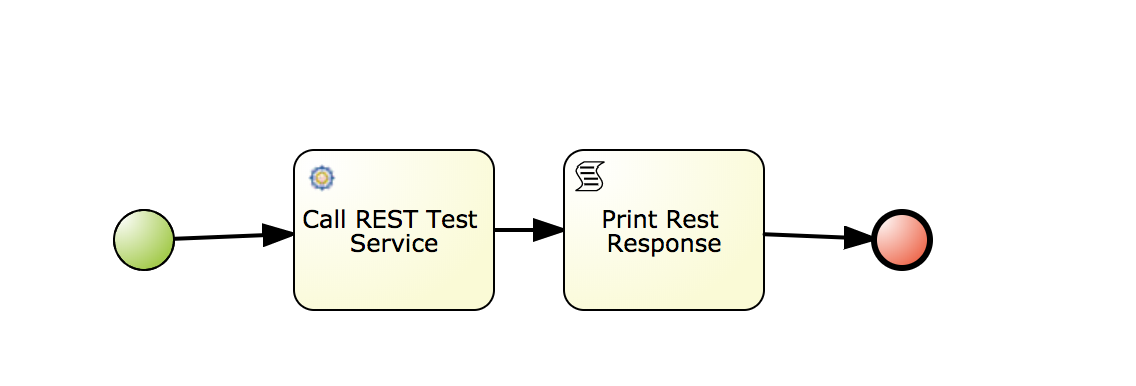 Call REST Test
Service
Print Rest
Response